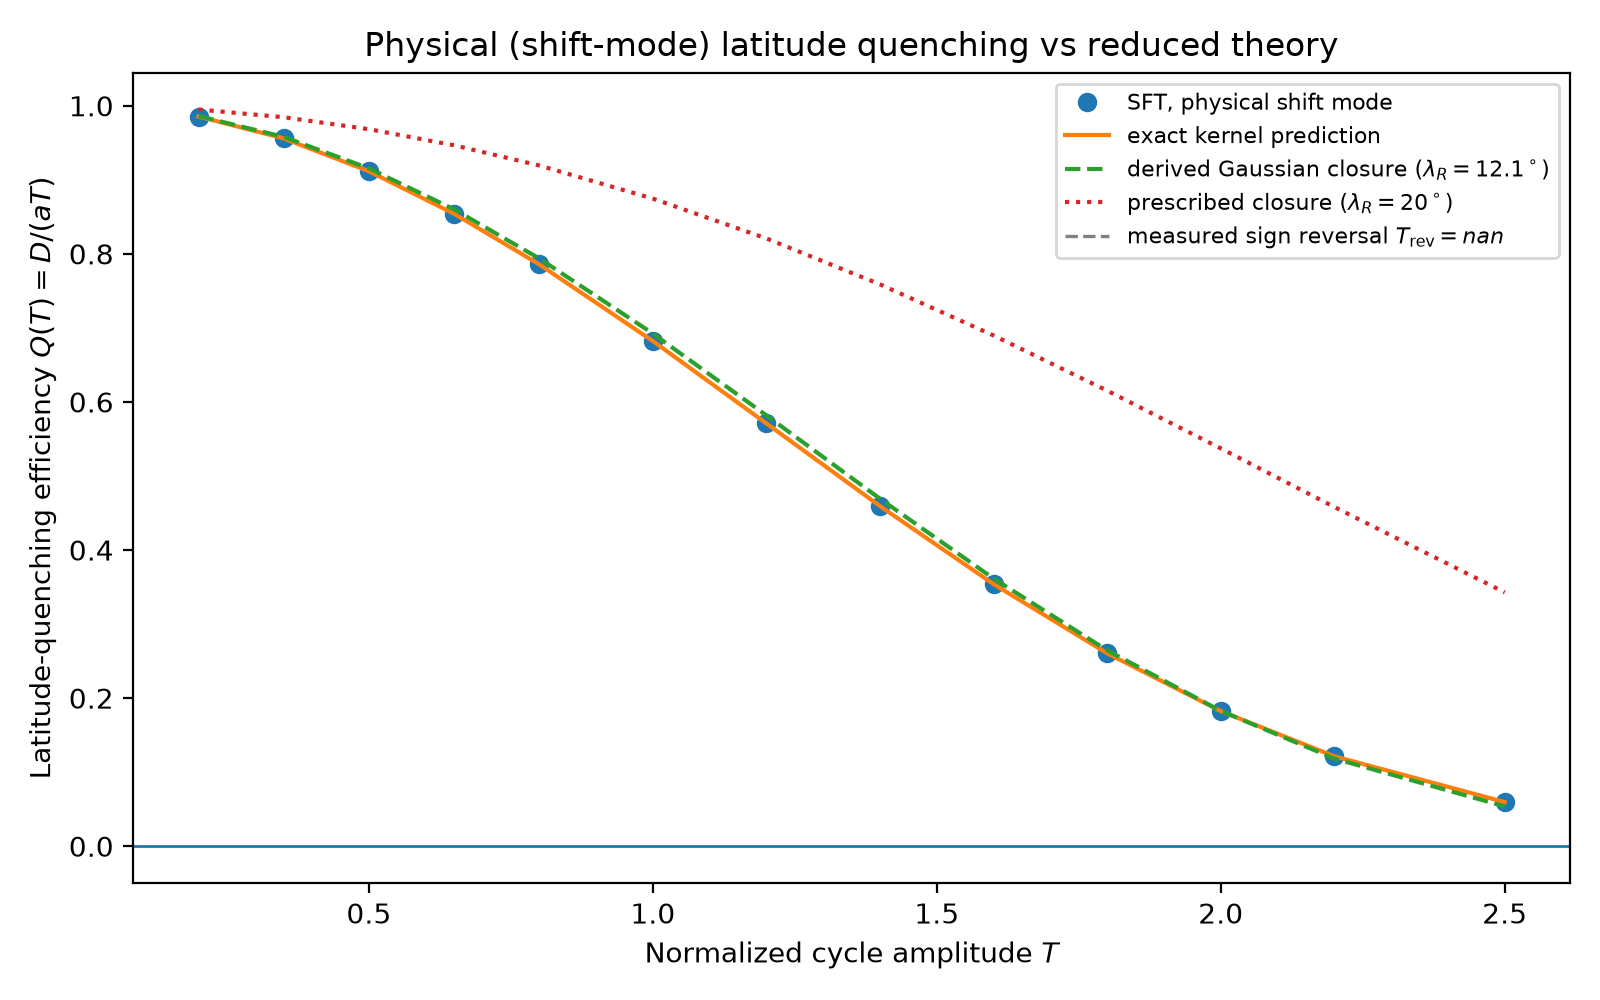 Physical (shift-mode) latitude quenching vs reduced theory
SFT, physical shift mode
exact kernel prediction
derived Gaussian closure (λ_R = 12.1°)
prescribed closure (λ_R = 20°)
measured sign reversal T_rev = nan
Latitude-quenching efficiency Q(T) = D/(aT)
1.0
0.8
0.6
0.4
0.2
0.0
0.5 1.0 1.5 2.0 2.5
Normalized cycle amplitude T